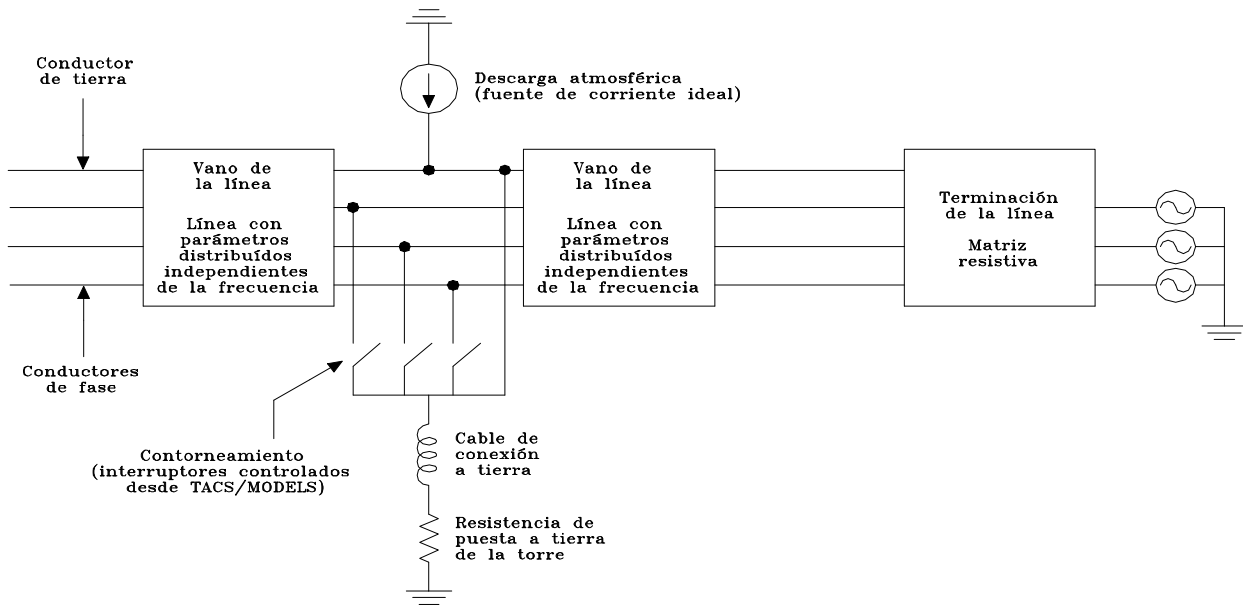 Conductor
de tierra
Descarga atmosférica
(fuente de corriente ideal)
Vano de
la línea
Línea con
parámetros
distribuídos
independientes
de la frecuencia
Vano de
la línea
Línea con
parámetros
distribuídos
independientes
de la frecuencia
Terminación
de la línea
Matriz
resistiva
Conductores
de fase
Contorneamiento
(interruptores controlados
desde TACS/MODELS)
Cable de
conexión
a tierra
Resistencia de
puesta a tierra
de la torre